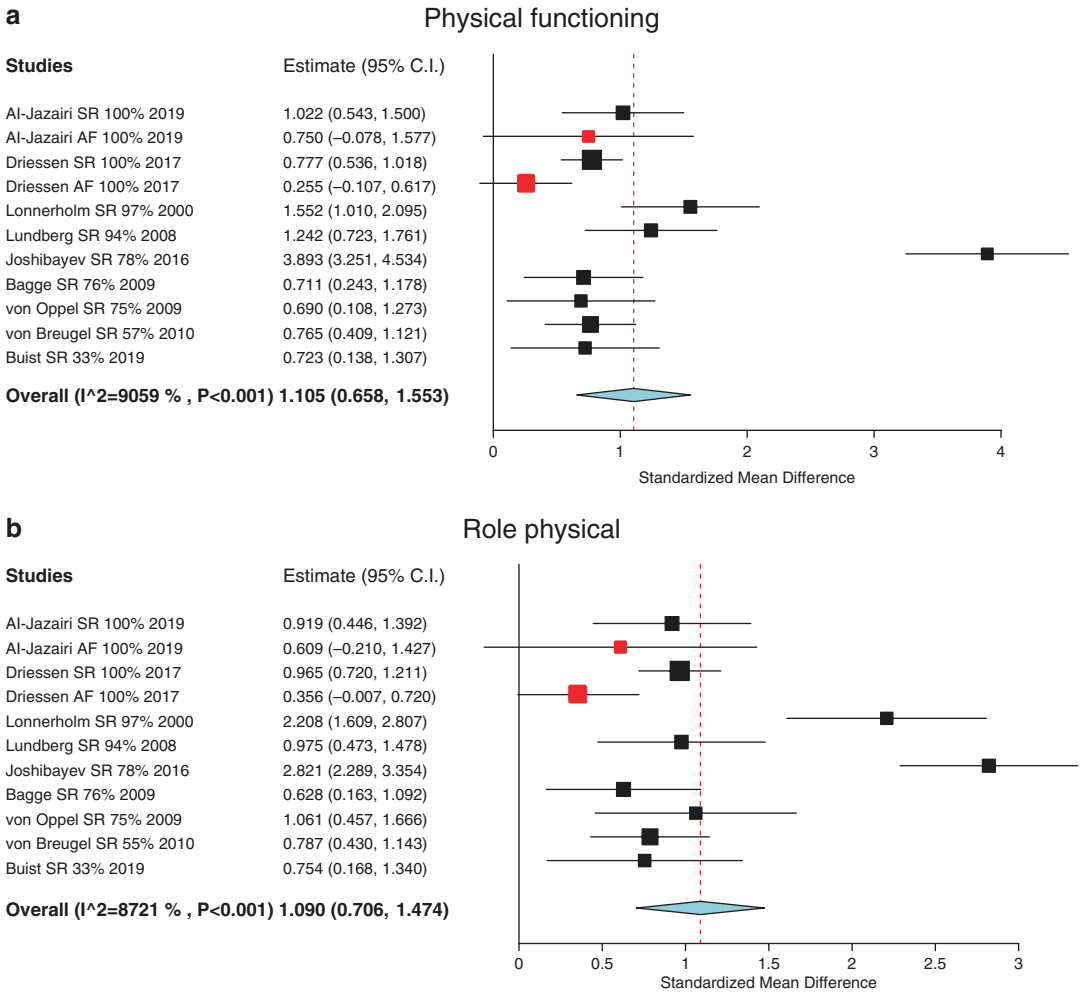 a
Physical functioning
Studies Estimate (95% C.I.)
Al-Jazairi SR 100% 2019 1.022 (0.543, 1.500)
Al-Jazairi AF 100% 2019 0.750 (–0.078, 1.577)
Driessen SR 100% 2017 0.777 (0.536, 1.018)
Driessen AF 100% 2017 0.255 (–0.107, 0.617)
Lonnerholm SR 97% 2000 1.552 (1.010, 2.095)
Lundberg SR 94% 2008 1.242 (0.723, 1.761)
Joshibayev SR 78% 2016 3.893 (3.251, 4.534)
Bagge SR 76% 2009 0.711 (0.243, 1.178)
von Oppel SR 75% 2009 0.690 (0.108, 1.273)
von Breugel SR 57% 2010 0.765 (0.409, 1.121)
Buist SR 33% 2019 0.723 (0.138, 1.307)
Overall (I^2=9059 % , P<0.001) 1.105 (0.658, 1.553)
0 1 2 3 4
Standardized Mean Difference
b
Role physical
Studies Estimate (95% C.I.)
Al-Jazairi SR 100% 2019 0.919 (0.446, 1.392)
Al-Jazairi AF 100% 2019 0.609 (–0.210, 1.427)
Driessen SR 100% 2017 0.965 (0.720, 1.211)
Driessen AF 100% 2017 0.356 (–0.007, 0.720)
Lonnerholm SR 97% 2000 2.208 (1.609, 2.807)
Lundberg SR 94% 2008 0.975 (0.473, 1.478)
Joshibayev SR 78% 2016 2.821 (2.289, 3.354)
Bagge SR 76% 2009 0.628 (0.163, 1.092)
von Oppel SR 75% 2009 1.061 (0.457, 1.666)
von Breugel SR 55% 2010 0.787 (0.430, 1.143)
Buist SR 33% 2019 0.754 (0.168, 1.340)
Overall (I^2=8721 % , P<0.001) 1.090 (0.706, 1.474)
0 0.5 1 1.5 2 2.5 3
Standardized Mean Difference